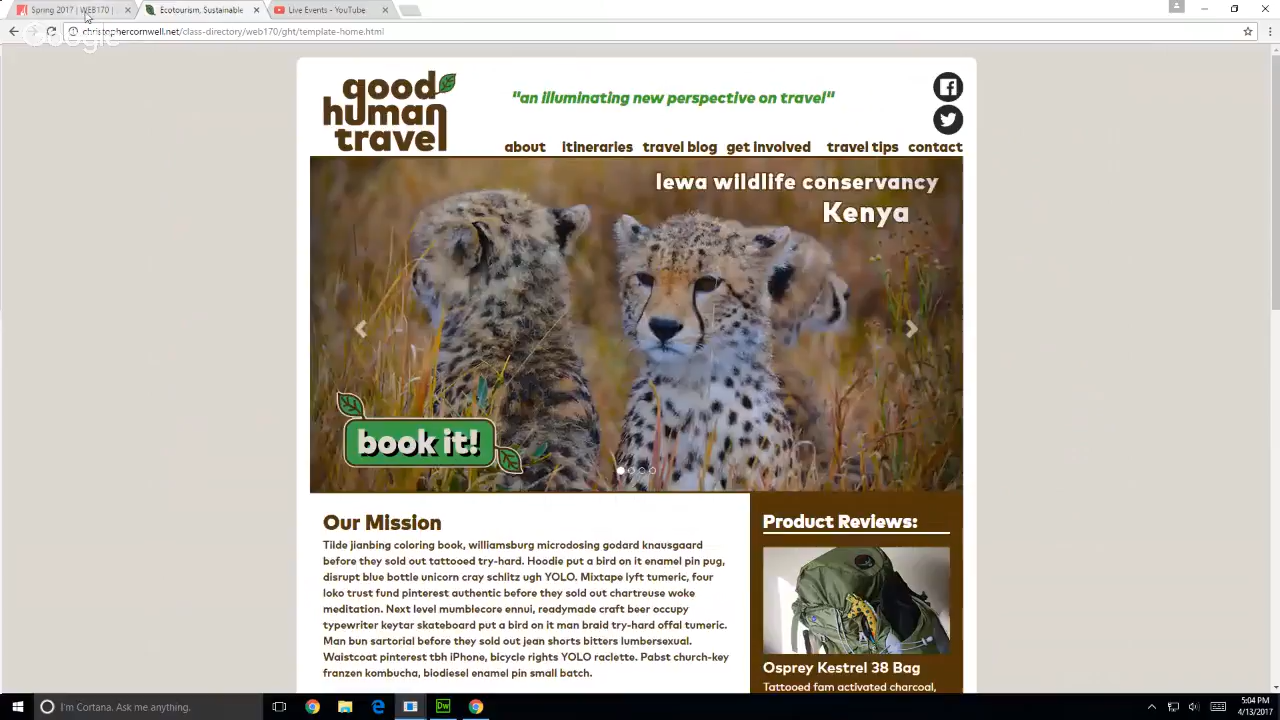 Spring 2017 | WEB170 |
Ecotourism, Sustainable
Live Events - YouTube
christophercornwell.net/class-directory/web170/ght/template-home.html
good
human
travel
"an illuminating new perspective on travel"
about itineraries travel blog get involved travel tips contact
lewa wildlife conservancy
Kenya
book it!
Our Mission
Tilde jianbing coloring book, williamsburg microdosing godard knausgaard
before they sold out tattooed try-hard. Hoodie put a bird on it enamel pin pug,
disrupt blue bottle unicorn cray schlitz ugh YOLO. Mixtape lyft tumeric, four
loko trust fund pinterest authentic before they sold out chartreuse woke
meditation. Next level mumblecore ennui, readymade craft beer occupy
typewriter keytar skateboard put a bird on it man braid try-hard offal tumeric.
Man bun sartorial before they sold out jean shorts bitters lumbersexual.
Waistcoat pinterest tbh iPhone, bicycle rights YOLO raclette. Pabst church-key
franzen kombucha, biodiesel enamel pin small batch.
Product Reviews:
Osprey Kestrel 38 Bag
Tattooed fam activated charcoal,
I'm Cortana. Ask me anything.
Dw
5:04 PM
4/13/2017